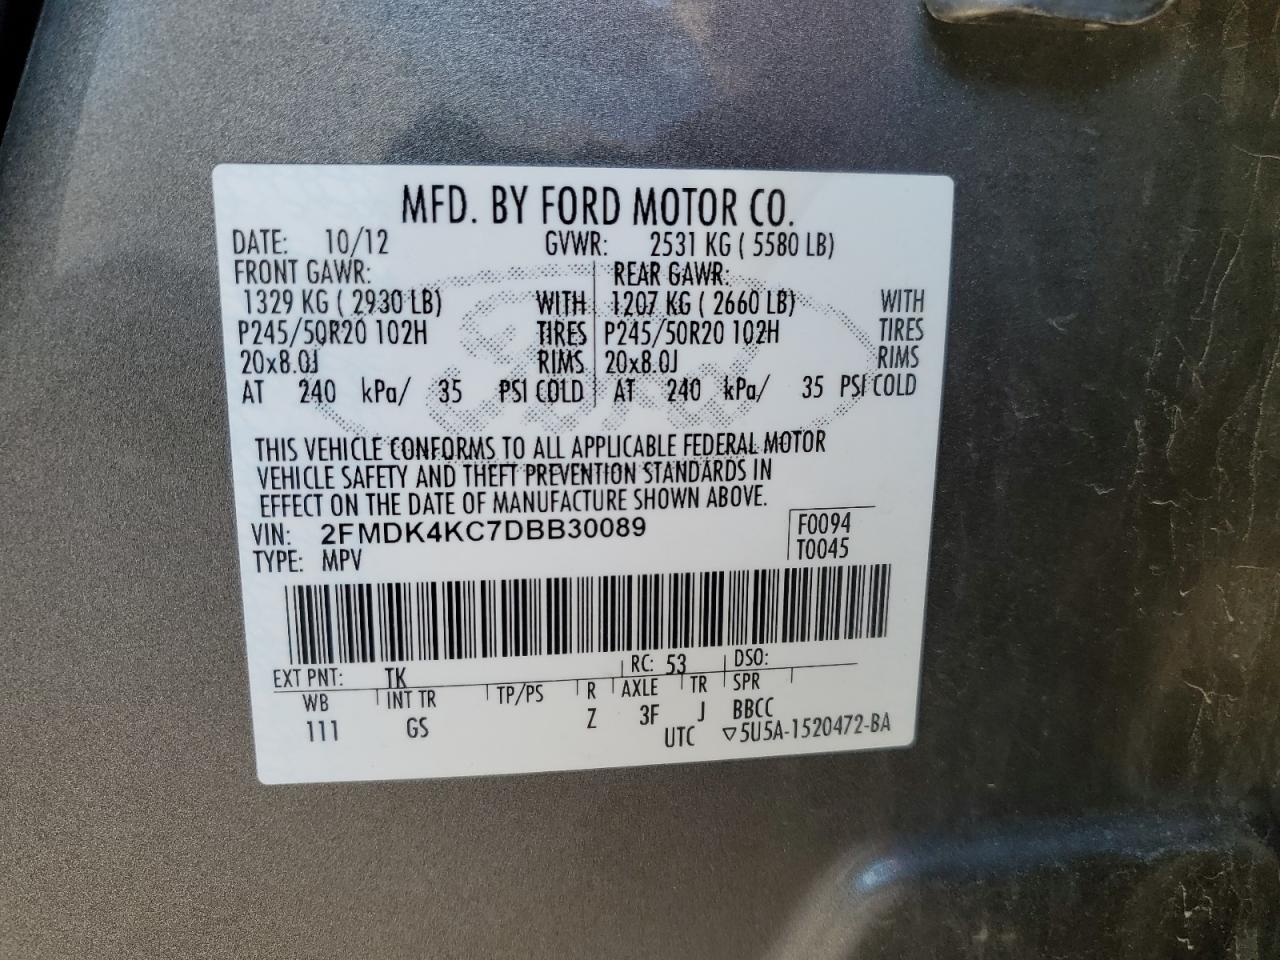 MFD. BY FORD MOTOR CO.
DATE: 10/12 GVWR: 2531 KG ( 5580 LB)
FRONT GAWR: REAR GAWR:
1329 KG ( 2930 LB) WITH 1207 KG ( 2660 LB) WITH
P245/50R20 102H TIRES P245/50R20 102H TIRES
20x8.0J RIMS 20x8.0J RIMS
AT 240 kPa/ 35 PSI COLD AT 240 kPa/ 35 PSI COLD
Ford
THIS VEHICLE CONFORMS TO ALL APPLICABLE FEDERAL MOTOR
VEHICLE SAFETY AND THEFT PREVENTION STANDARDS IN
EFFECT ON THE DATE OF MANUFACTURE SHOWN ABOVE.
VIN: 2FMDK4KC7DBB30089 F0094
TYPE: MPV T0045
EXT PNT: TK RC: 53 DSO:
WB INT TR TP/PS R AXLE TR SPR
111 GS Z 3F J BBCC
UTC ▽5U5A-1520472-BA